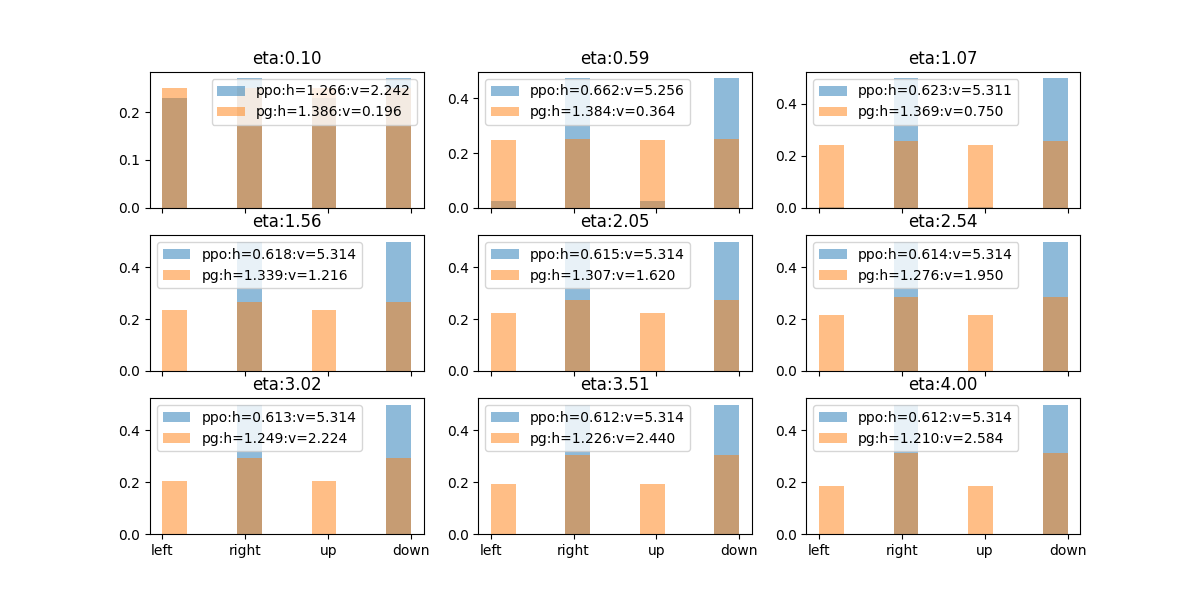 eta:0.10
ppo:h=1.266:v=2.242
pg:h=1.386:v=0.196
0.2
0.1
0.0
eta:0.59
ppo:h=0.662:v=5.256
pg:h=1.384:v=0.364
0.4
0.2
0.0
eta:1.07
ppo:h=0.623:v=5.311
pg:h=1.369:v=0.750
0.4
0.2
0.0
eta:1.56
ppo:h=0.618:v=5.314
pg:h=1.339:v=1.216
0.4
0.2
0.0
eta:2.05
ppo:h=0.615:v=5.314
pg:h=1.307:v=1.620
0.4
0.2
0.0
eta:2.54
ppo:h=0.614:v=5.314
pg:h=1.276:v=1.950
0.4
0.2
0.0
eta:3.02
ppo:h=0.613:v=5.314
pg:h=1.249:v=2.224
0.4
0.2
0.0
left right up down
eta:3.51
ppo:h=0.612:v=5.314
pg:h=1.226:v=2.440
0.4
0.2
0.0
left right up down
eta:4.00
ppo:h=0.612:v=5.314
pg:h=1.210:v=2.584
0.4
0.2
0.0
left right up down